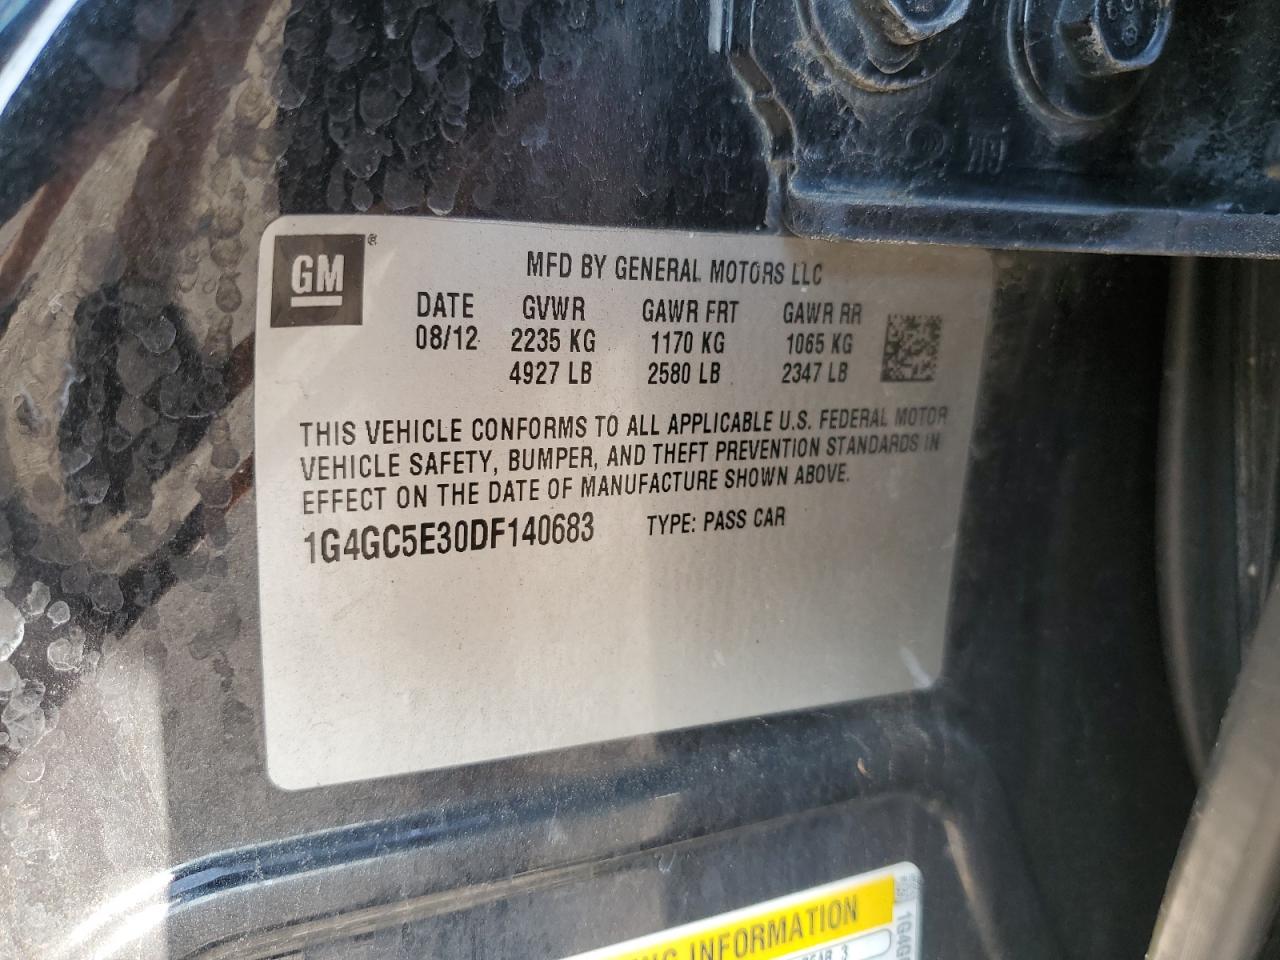 GM ®
MFD BY GENERAL MOTORS LLC
DATE GVWR GAWR FRT GAWR RR
08/12 2235 KG 1170 KG 1065 KG
4927 LB 2580 LB 2347 LB
THIS VEHICLE CONFORMS TO ALL APPLICABLE U.S. FEDERAL MOTOR
VEHICLE SAFETY, BUMPER, AND THEFT PREVENTION STANDARDS IN
EFFECT ON THE DATE OF MANUFACTURE SHOWN ABOVE.
1G4GC5E30DF140683 TYPE: PASS CAR
INFORMATION